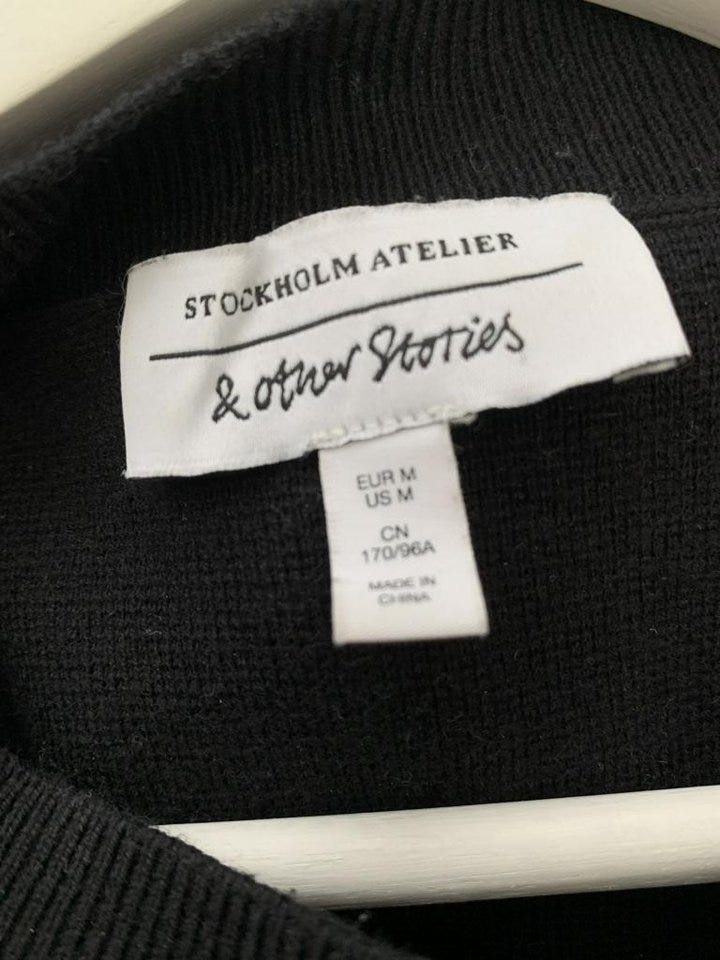 STOCKHOLM ATELIER
& other Stories
EUR M
US M
CN
170/96A
MADE IN
CHINA